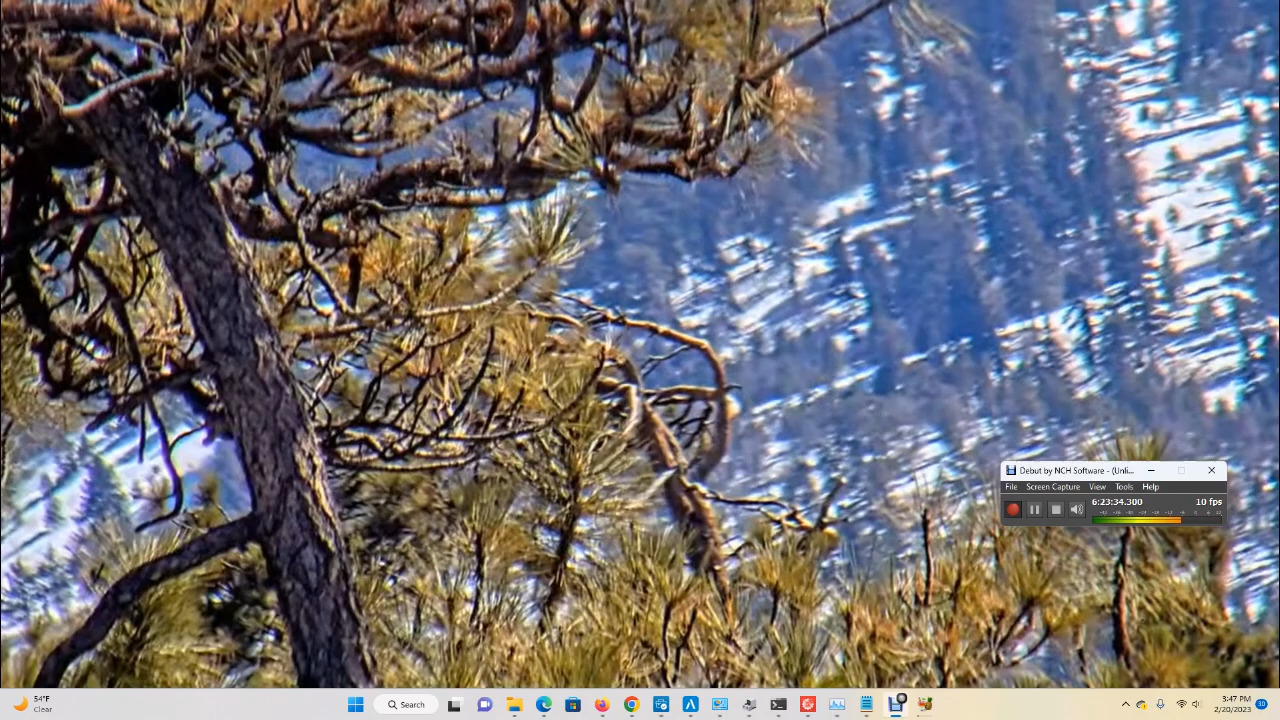 Debut by NCH Software - (Unli...
File Screen Capture View Tools Help
6:23:34.300 10 fps
54°F
Clear
Search
3:47 PM
2/20/2023